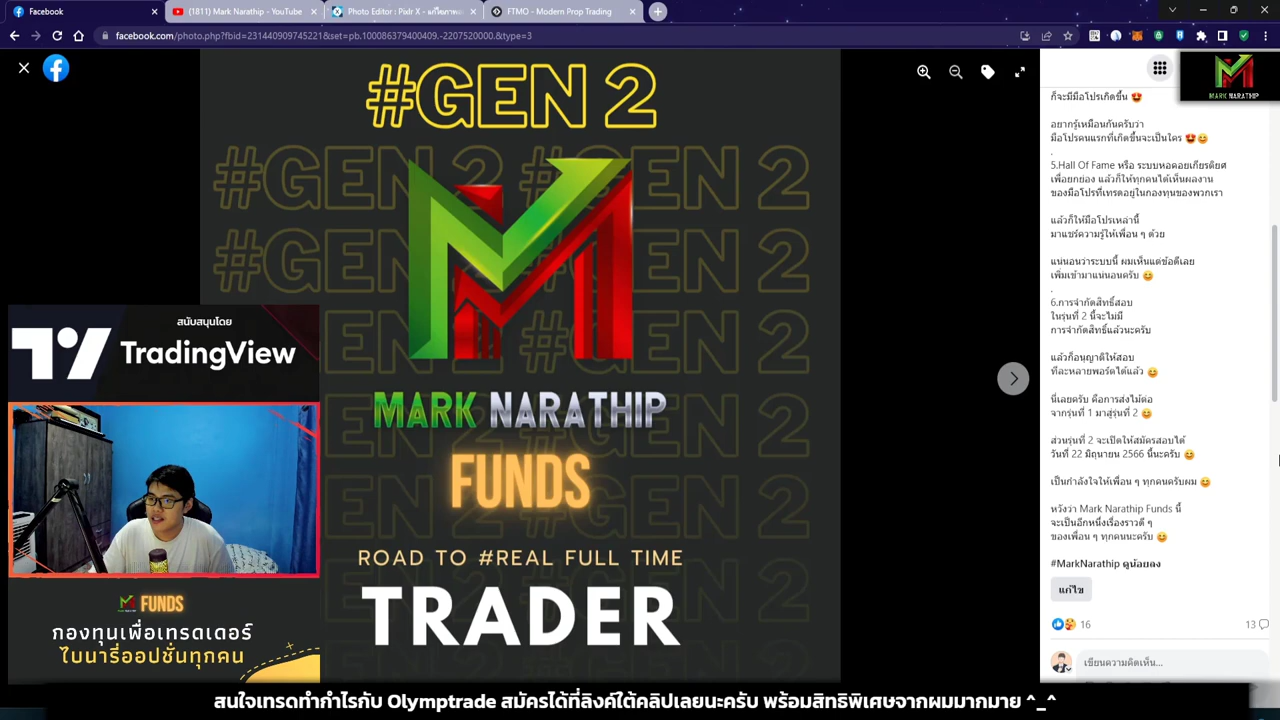 Facebook
(1811) Mark Narathip - YouTube
Photo Editor : Pixlr X - แก้ไขภาพออ
FTMO - Modern Prop Trading
facebook.com/photo.php?fbid=231440909745221&set=pb.100086379400409.-2207520000.&type=3
#GEN 2
#GEN 2 #GEN 2
#GEN 2 #GEN 2
MARK NARATHIP
FUNDS
ROAD TO #REAL FULL TIME
TRADER
สนับสนุนโดย
TradingView
FUNDS
กองทุนเพื่อเทรดเดอร์
ไบนารี่ออปชั่นทุกคน
MARK NARATHIP
ก็จะมีมือโปรเกิดขึ้น 😍
อยากรู้เหมือนกันครับว่า
มือโปรคนแรกที่เกิดขึ้นจะเป็นใคร 😍😊
.
5.Hall Of Fame หรือ ระบบหอคอยเกียรติยศ
เพื่อยกย่อง แล้วก็ให้ทุกคนได้เห็นผลงาน
ของมือโปรที่เทรดอยู่ในกองทุนของพวกเรา
แล้วก็ให้มือโปรเหล่านี้
มาแชร์ความรู้ให้เพื่อน ๆ ด้วย
แน่นอนว่าระบบนี้ ผมเห็นแต่ข้อดีเลย
เพิ่มเข้ามาแน่นอนครับ 😊
.
6.การจำกัดสิทธิ์สอบ
ในรุ่นที่ 2 นี้จะไม่มี
การจำกัดสิทธิ์แล้วนะครับ
แล้วก็อนุญาติให้สอบ
ทีละหลายพอร์ตได้แล้ว 😊
นี่เลยครับ คือการส่งไม้ต่อ
จากรุ่นที่ 1 มาสู่รุ่นที่ 2 😊
ส่วนรุ่นที่ 2 จะเปิดให้สมัครสอบได้
วันที่ 22 มิถุนายน 2566 นี้นะครับ 😊
เป็นกำลังใจให้เพื่อน ๆ ทุกคนครับผม 😊
หวังว่า Mark Narathip Funds นี้
จะเป็นอีกหนึ่งเรื่องราวดี ๆ
ของเพื่อน ๆ ทุกคนนะครับ 😊
#MarkNarathip ดูน้อยลง
แก้ไข
16
13
เขียนความคิดเห็น...
สนใจเทรดทำกำไรกับ Olymptrade สมัครได้ที่ลิงค์ใต้คลิปเลยนะครับ พร้อมสิทธิพิเศษจากผมมากมาย ^_^